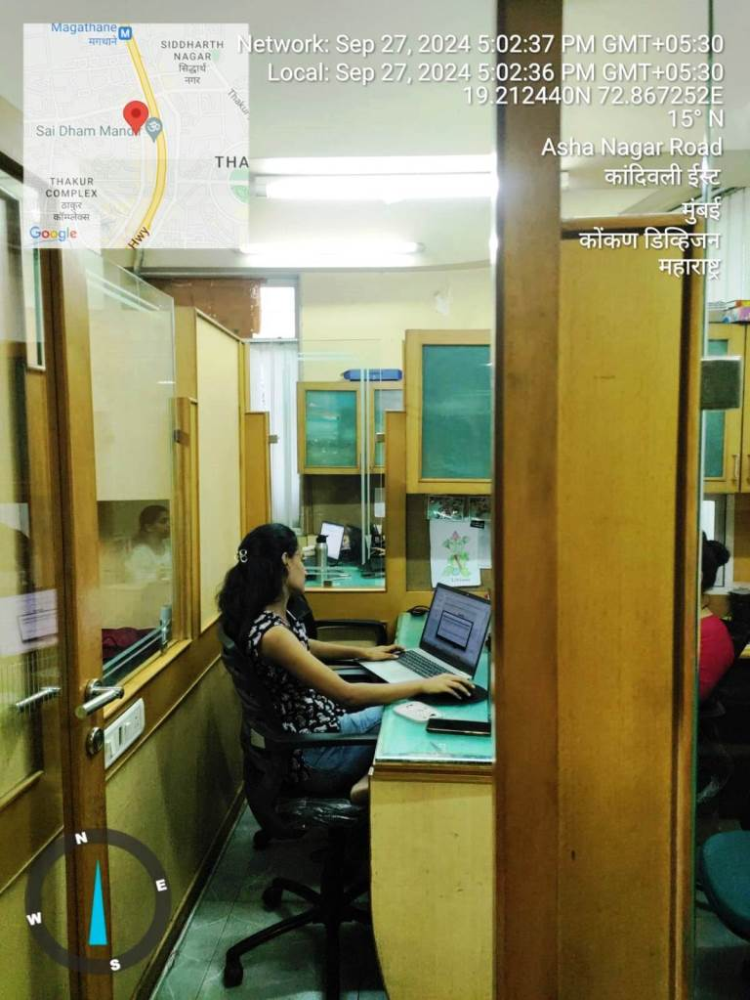 Magathane
मागथाने
SIDDHARTH
NAGAR
सिद्धार्थ
नगर
Thakur
Sai Dham Mandir
THA
THAKUR
COMPLEX
ठाकुर
कॉम्प्लेक्स
Hwy
Google
Network: Sep 27, 2024 5:02:37 PM GMT+05:30
Local: Sep 27, 2024 5:02:36 PM GMT+05:30
19.212440N 72.867252E
15° N
Asha Nagar Road
कांदिवली ईस्ट
मुंबई
कोंकण डिव्हिजन
महाराष्ट्र
N
E
W
S